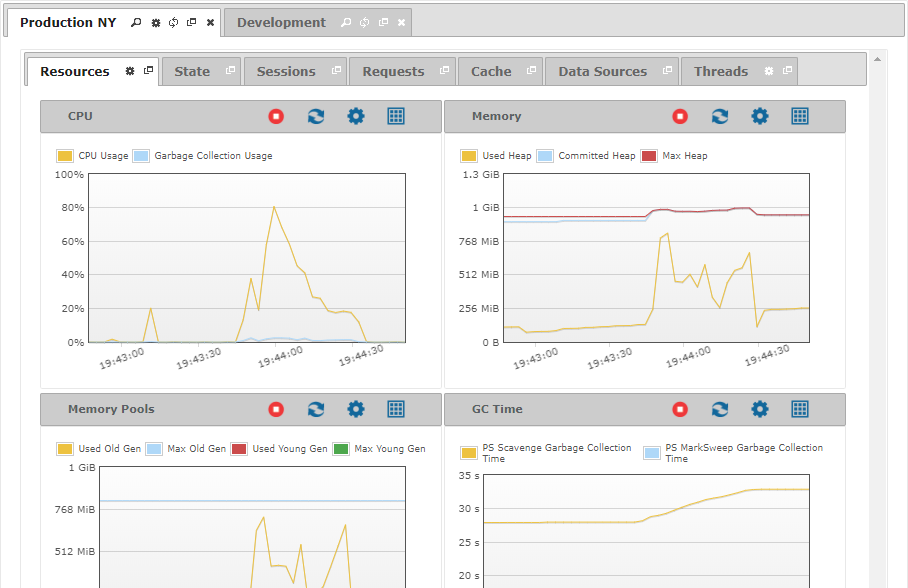 Production NY Development
Resources State Sessions Requests Cache Data Sources Threads
CPU
CPU Usage Garbage Collection Usage
100%
80%
60%
40%
20%
0%
19:43:00 19:43:30 19:44:00 19:44:30
Memory
Used Heap Committed Heap Max Heap
1.3 GiB
1 GiB
768 MiB
512 MiB
256 MiB
0 B
19:43:00 19:43:30 19:44:00 19:44:30
Memory Pools
Used Old Gen Max Old Gen Used Young Gen Max Young Gen
1 GiB
768 MiB
512 MiB
GC Time
PS Scavenge Garbage Collection
Time
PS MarkSweep Garbage Collection
Time
35 s
30 s
25 s
20 s